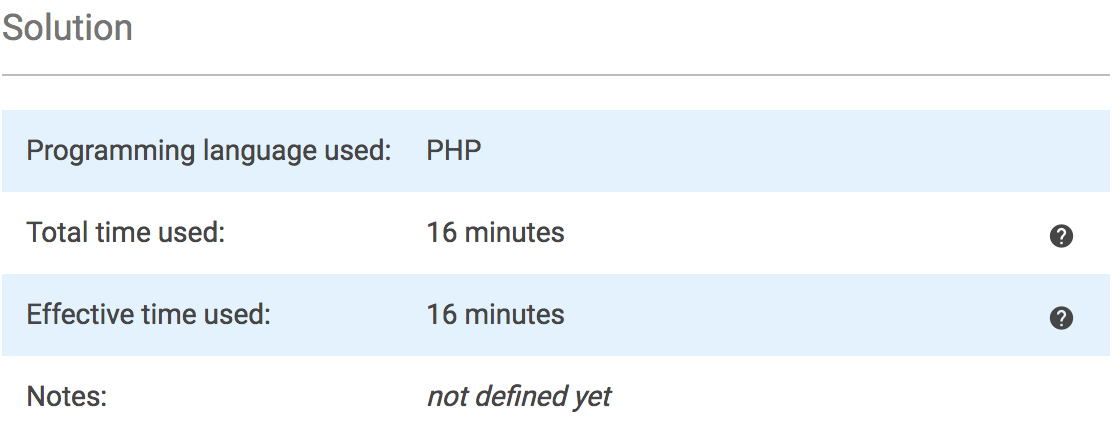 Solution
Programming language used: PHP
Total time used: 16 minutes
Effective time used: 16 minutes
Notes: not defined yet